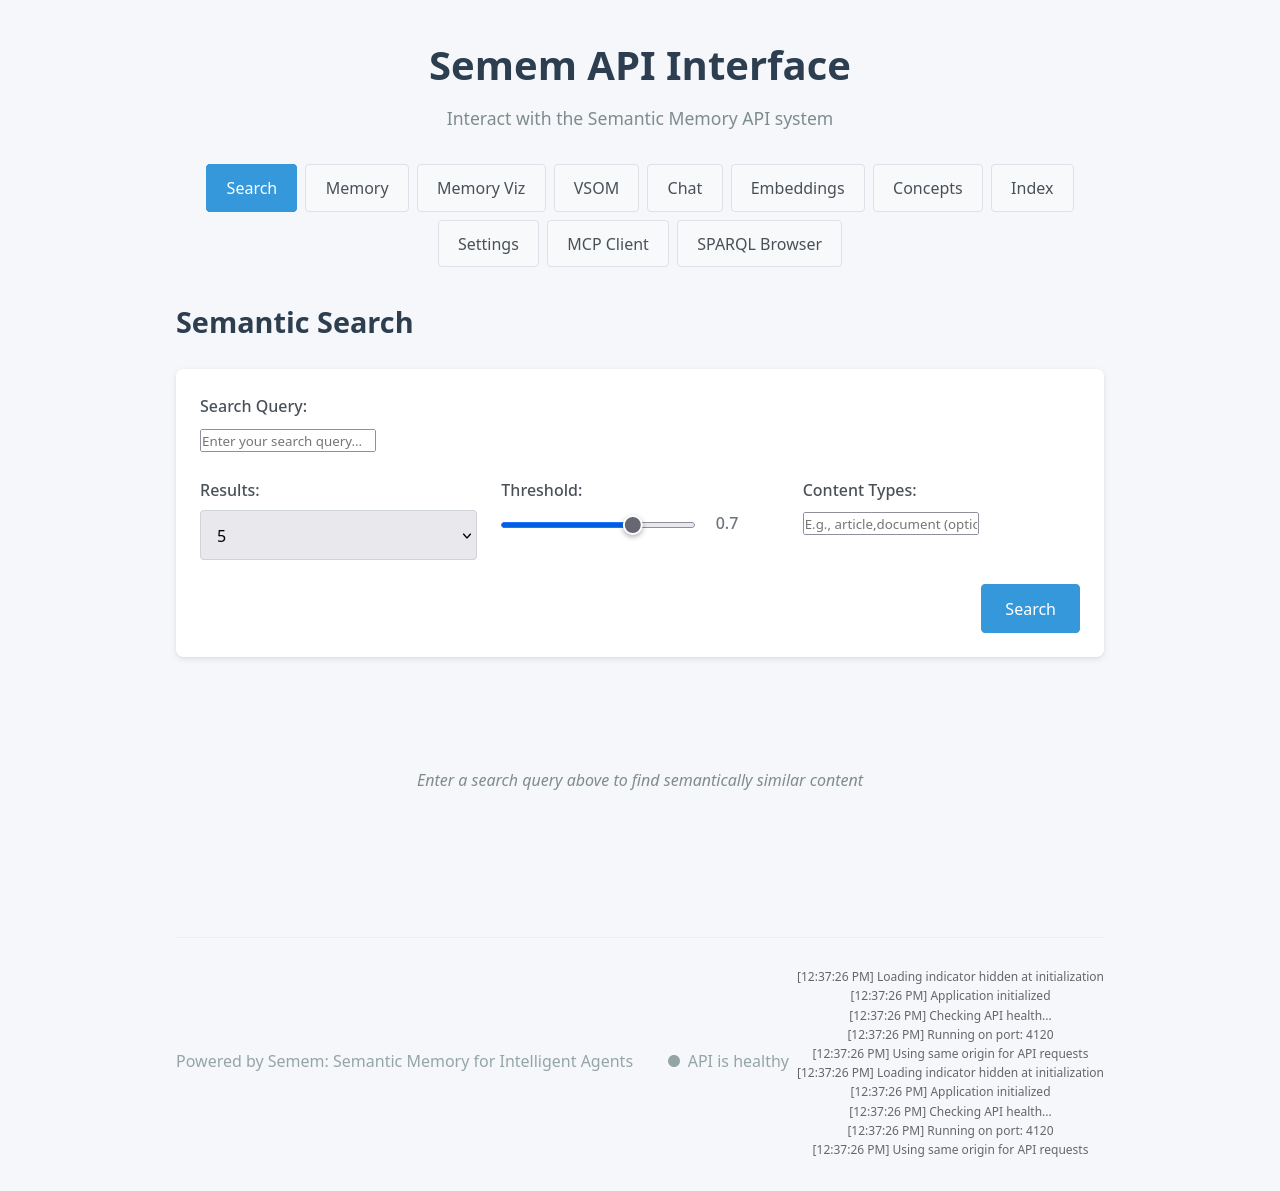 Semem API Interface
Interact with the Semantic Memory API system
Search Memory Memory Viz VSOM Chat Embeddings Concepts Index
Settings MCP Client SPARQL Browser
Semantic Search
Search Query:
Enter your search query...
Results: Threshold: Content Types:
5 0.7 E.g., article,document (optic
Search
Enter a search query above to find semantically similar content
Powered by Semem: Semantic Memory for Intelligent Agents
API is healthy
[12:37:26 PM] Loading indicator hidden at initialization
[12:37:26 PM] Application initialized
[12:37:26 PM] Checking API health...
[12:37:26 PM] Running on port: 4120
[12:37:26 PM] Using same origin for API requests
[12:37:26 PM] Loading indicator hidden at initialization
[12:37:26 PM] Application initialized
[12:37:26 PM] Checking API health...
[12:37:26 PM] Running on port: 4120
[12:37:26 PM] Using same origin for API requests